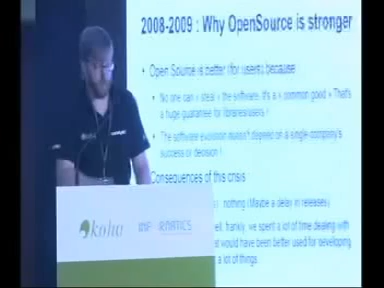 2008-2009 : Why OpenSource is stronger
• Open Source is better (for users) because
• No one can « steal » the software. It's a « common good » That's
a huge guarantee for libraries/users !
• The software evolution doesn't depend on a single-company's
success or decision !
Consequences of this crisis
nothing (Maybe a delay in releases)
ell, frankly, we spent a lot of time dealing with
at would have been better used for developing
a lot of things
koha